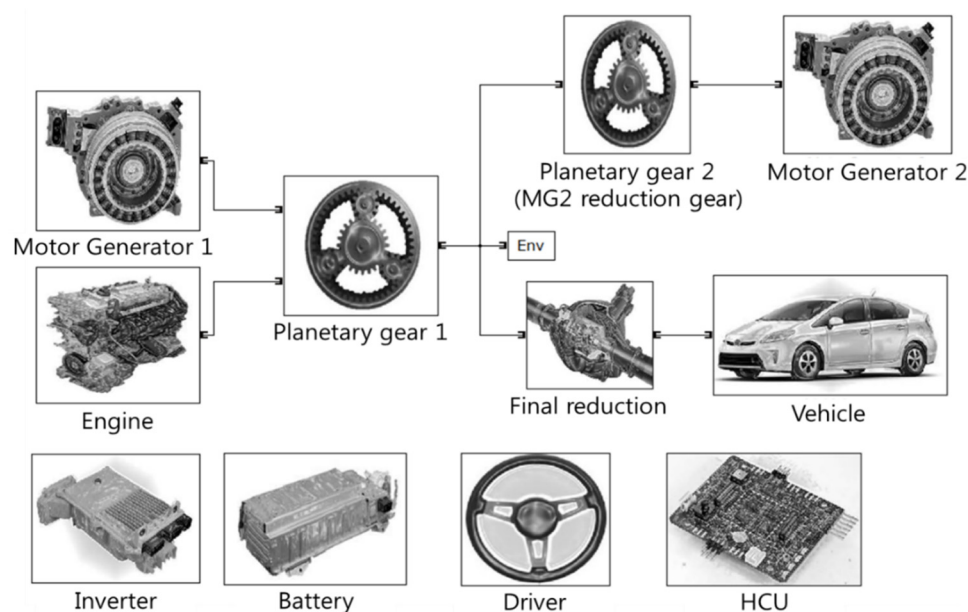 Planetary gear 2
(MG2 reduction gear)
Motor Generator 2
Motor Generator 1
Env
Planetary gear 1
Engine
Final reduction
Vehicle
Inverter
Battery
Driver
HCU